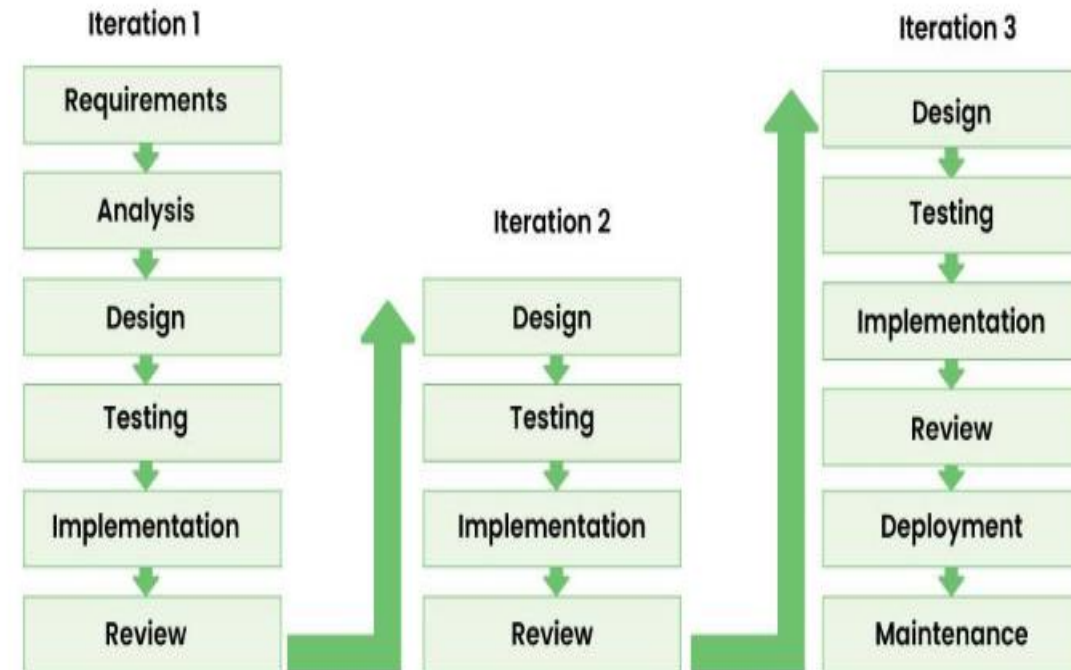 Iteration 1
Requirements
Analysis
Design
Testing
Implementation
Review
Iteration 2
Design
Testing
Implementation
Review
Iteration 3
Design
Testing
Implementation
Review
Deployment
Maintenance